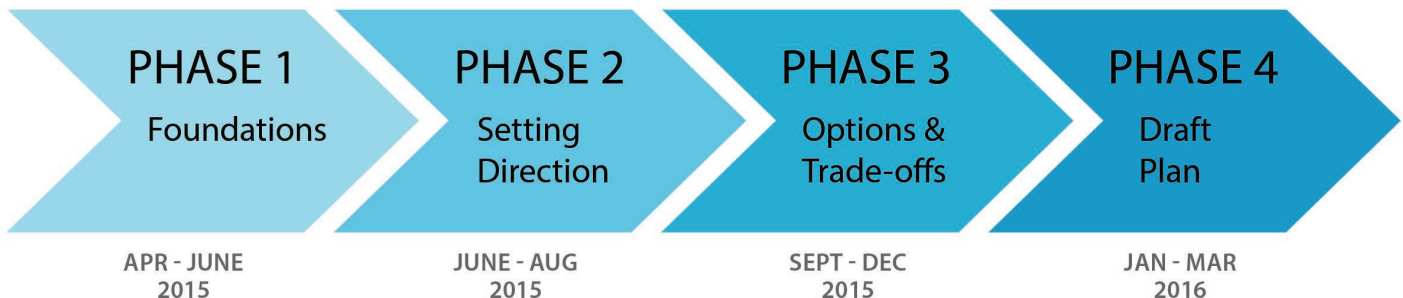 PHASE 1
Foundations
APR - JUNE
2015
PHASE 2
Setting
Direction
JUNE - AUG
2015
PHASE 3
Options &
Trade-offs
SEPT - DEC
2015
PHASE 4
Draft
Plan
JAN - MAR
2016